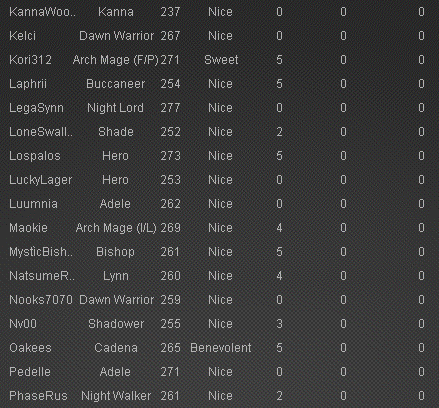 KannaWoo.. Kanna 237 Nice 0 0 0
Kelci Dawn Warrior 267 Nice 0 0 0
Kori312 Arch Mage (F/P) 271 Sweet 5 0 0
Laphrii Buccaneer 254 Nice 5 0 0
LegaSynn Night Lord 277 Nice 0 0 0
LoneSwall.. Shade 252 Nice 2 0 0
Lospalos Hero 273 Nice 5 0 0
LuckyLager Hero 253 Nice 0 0 0
Luumnia Adele 262 Nice 0 0 0
Maokie Arch Mage (I/L) 269 Nice 4 0 0
MysticBish.. Bishop 261 Nice 5 0 0
NatsumeR.. Lynn 260 Nice 4 0 0
Nooks7070 Dawn Warrior 259 Nice 0 0 0
Nv00 Shadower 255 Nice 3 0 0
Oakees Cadena 265 Benevolent 5 0 0
Pedelle Adele 271 Nice 0 0 0
PhaseRus Night Walker 261 Nice 2 0 0